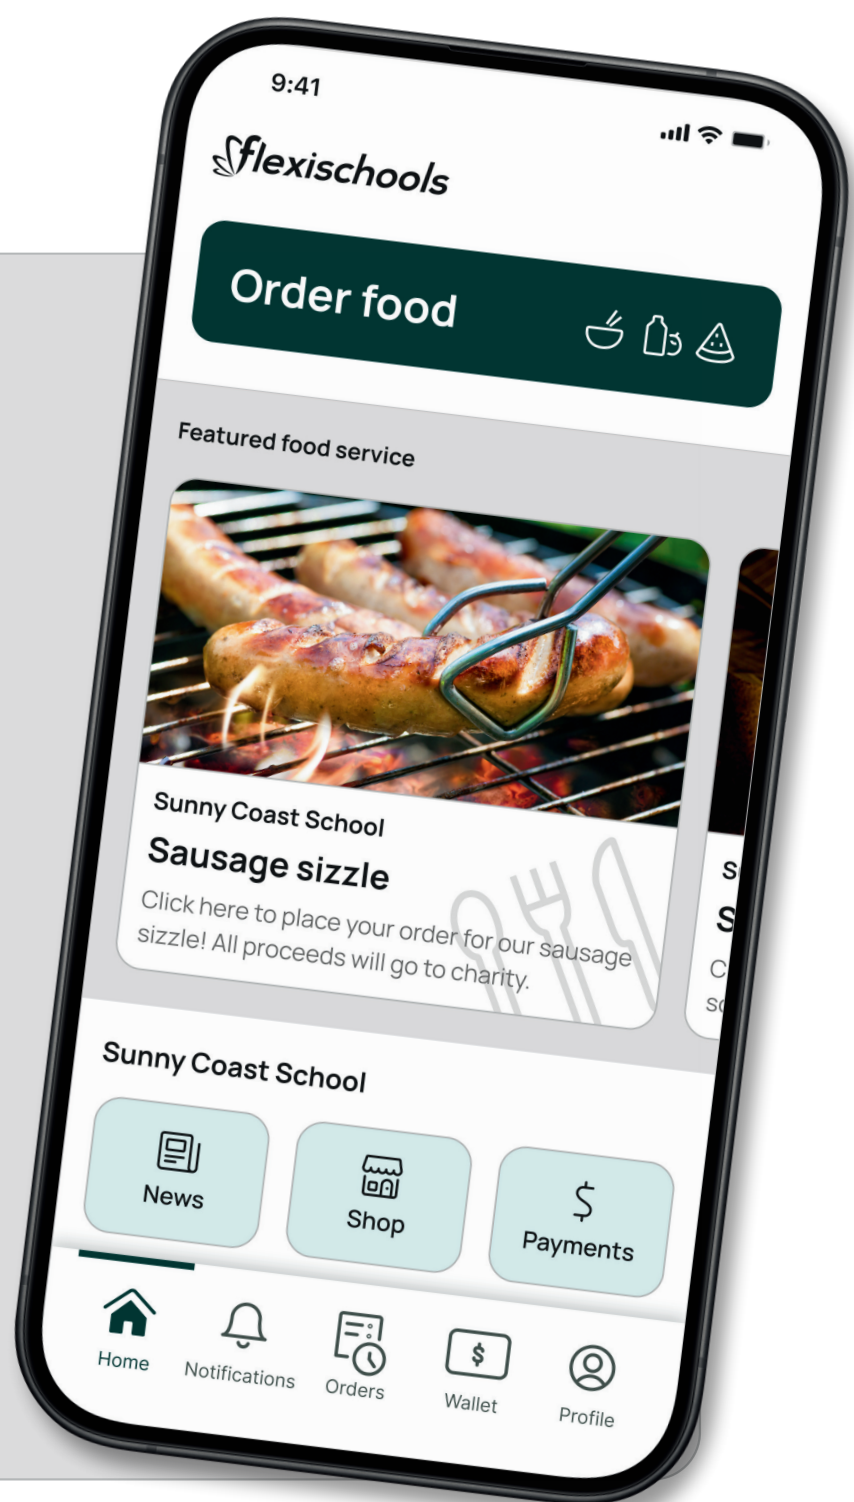 9:41
flexischools
Order food
Featured food service
Sunny Coast School
Sausage sizzle
Click here to place your order for our sausage
sizzle! All proceeds will go to charity.
S
S
C
sc
Sunny Coast School
News
Shop
$
Payments
$
Home
Notifications
Orders
Wallet
Profile